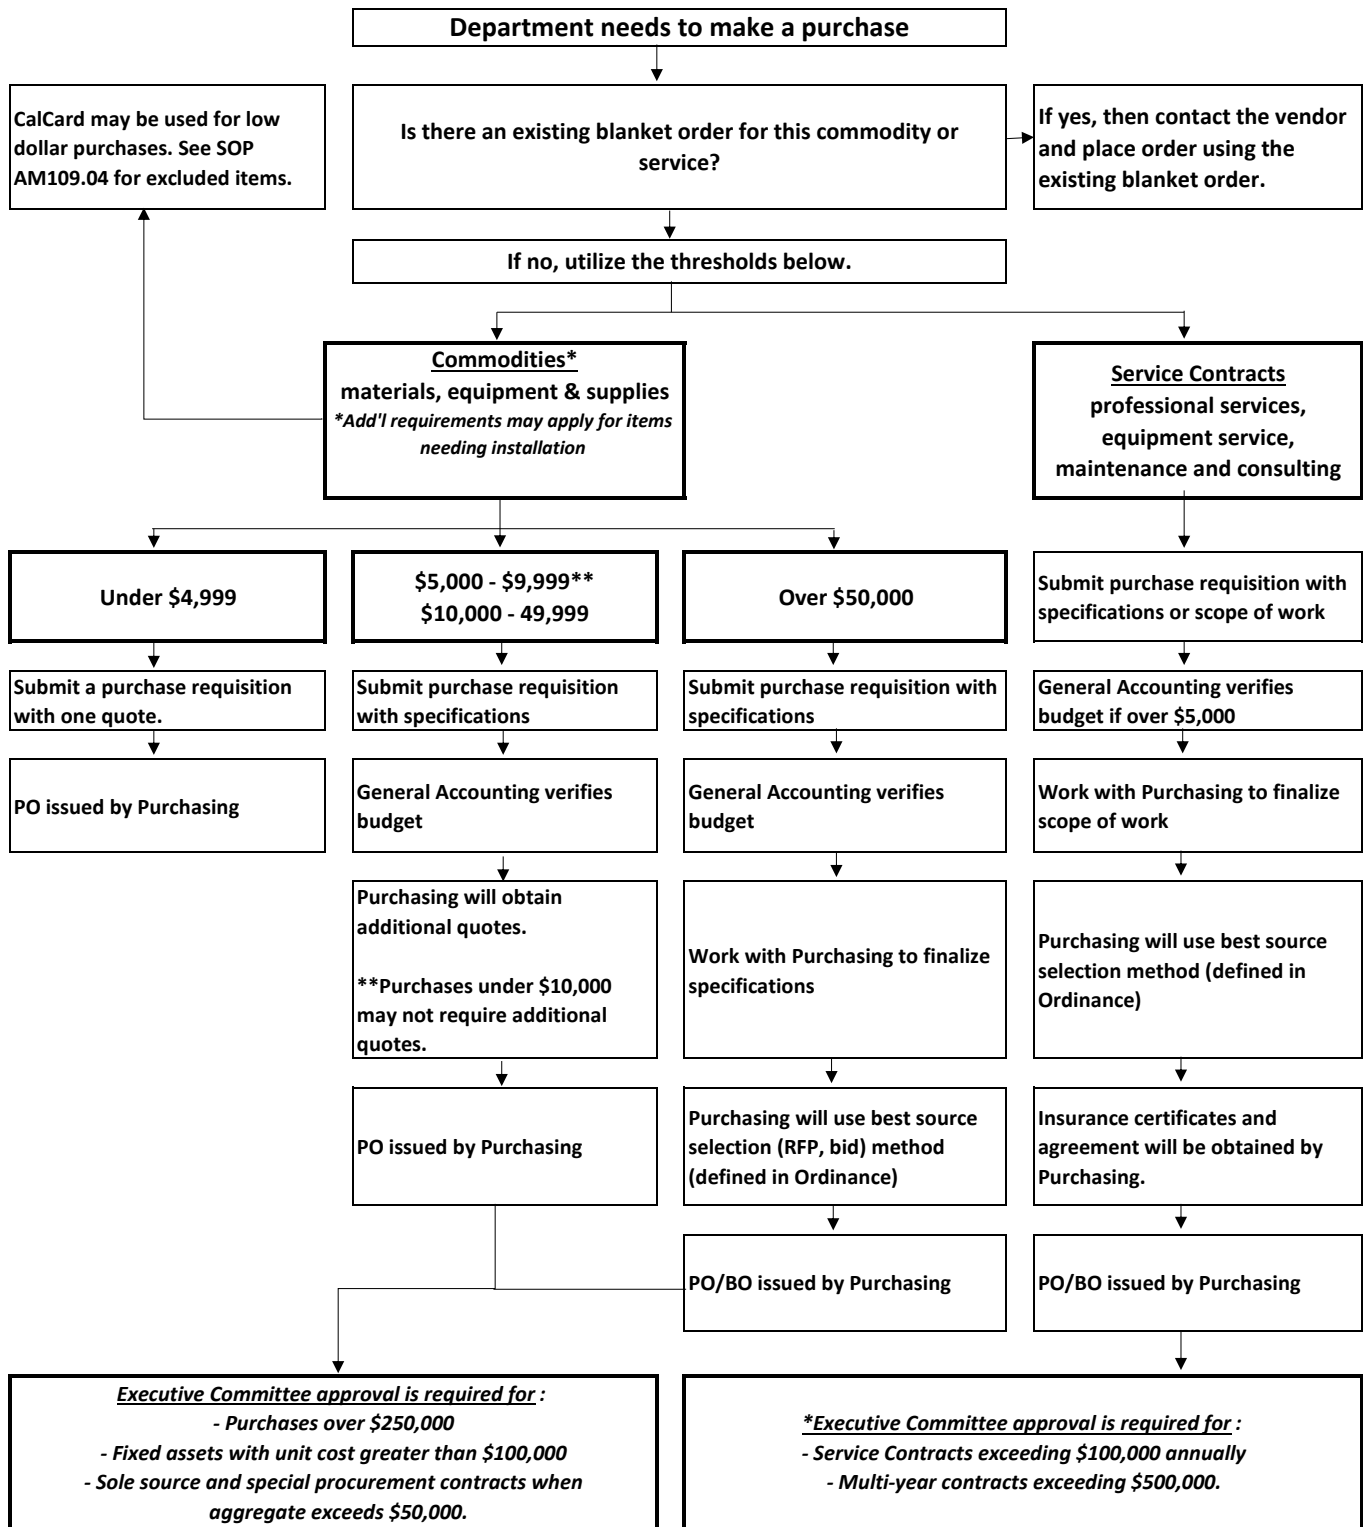 Department needs to make a purchase
CalCard may be used for low
dollar purchases. See SOP
AM109.04 for excluded items.
Is there an existing blanket order for this commodity or
service?
If yes, then contact the vendor
and place order using the
existing blanket order.
If no, utilize the thresholds below.
Commodities*
materials, equipment & supplies
*Add'l requirements may apply for items
needing installation
Service Contracts
professional services,
equipment service,
maintenance and consulting
Under $4,999
$5,000 - $9,999**
$10,000 - 49,999
Over $50,000
Submit purchase requisition with
specifications or scope of work
Submit a purchase requisition
with one quote.
Submit purchase requisition
with specifications
Submit purchase requisition with
specifications
General Accounting verifies
budget if over $5,000
PO issued by Purchasing
General Accounting verifies
budget
General Accounting verifies
budget
Work with Purchasing to finalize
scope of work
Purchasing will obtain
additional quotes.
**Purchases under $10,000
may not require additional
quotes.
Work with Purchasing to finalize
specifications
Purchasing will use best source
selection method (defined in
Ordinance)
PO issued by Purchasing
Purchasing will use best source
selection (RFP, bid) method
(defined in Ordinance)
Insurance certificates and
agreement will be obtained by
Purchasing.
PO/BO issued by Purchasing
PO/BO issued by Purchasing
Executive Committee approval is required for :
- Purchases over $250,000
- Fixed assets with unit cost greater than $100,000
- Sole source and special procurement contracts when
aggregate exceeds $50,000.
*Executive Committee approval is required for :
- Service Contracts exceeding $100,000 annually
- Multi-year contracts exceeding $500,000.